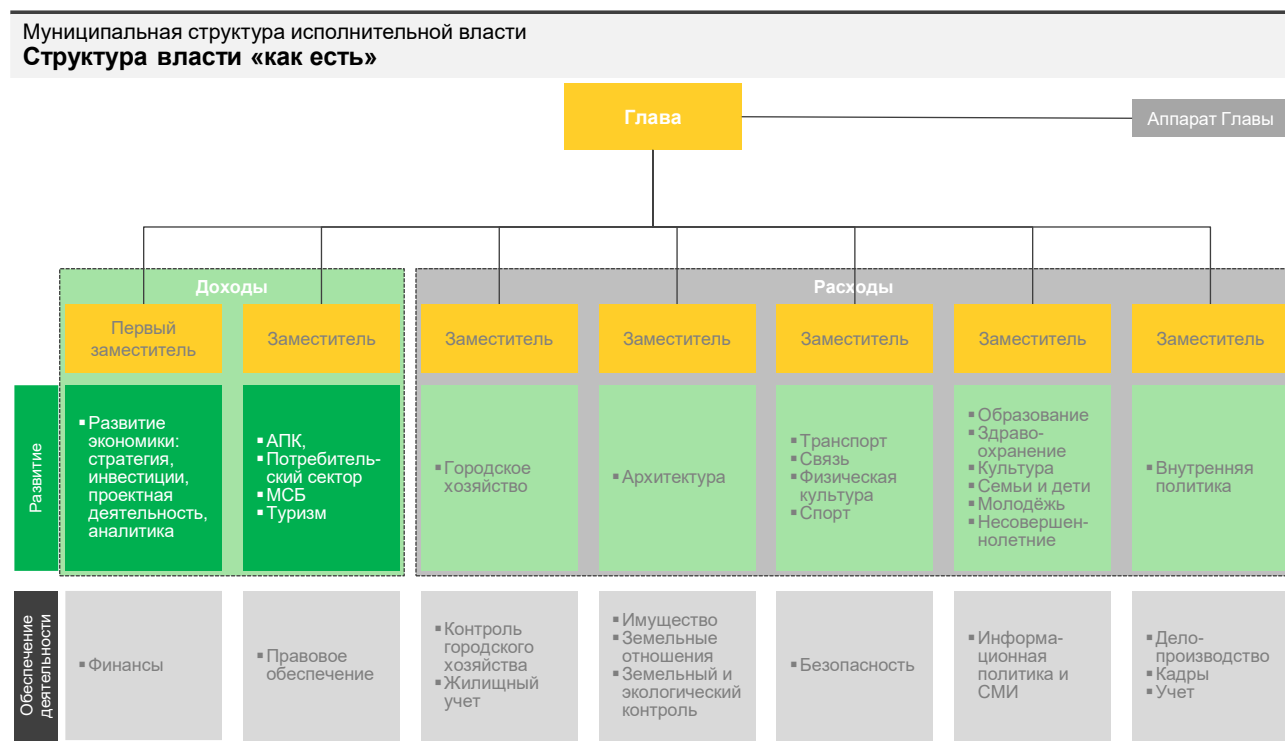 Муниципальная структура исполнительной власти
Структура власти «как есть»
Глава
Аппарат Главы
Доходы
Расходы
Первый
заместитель
Заместитель
Заместитель
Заместитель
Заместитель
Заместитель
Заместитель
Развитие
▪Развитие
экономики:
стратегия,
инвестиции,
проектная
деятельность,
аналитика
▪АПК,
▪Потребитель-
ский сектор
▪МСБ
▪Туризм
▪Городское
хозяйство
▪Архитектура
▪Транспорт
▪Связь
▪Физическая
культура
▪Спорт
▪Образование
▪Здраво-
охранение
▪Культура
▪Семьи и дети
▪Молодёжь
▪Несовершен-
нолетние
▪Внутренняя
политика
Обеспечение
деятельности
▪Финансы
▪Правовое
обеспечение
▪Контроль
городского
хозяйства
▪Жилищный
учет
▪Имущество
▪Земельные
отношения
▪Земельный и
экологический
контроль
▪Безопасность
▪Информа-
ционная
политика и
СМИ
▪Дело-
производство
▪Кадры
▪Учет